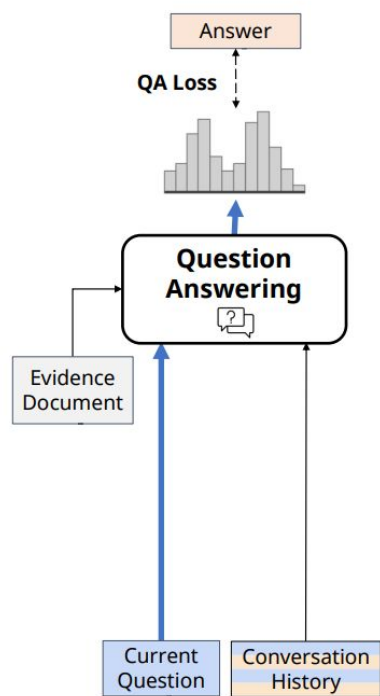 Answer
QA Loss
Question
Answering
?
Evidence
Document
Current
Question
Conversation
History